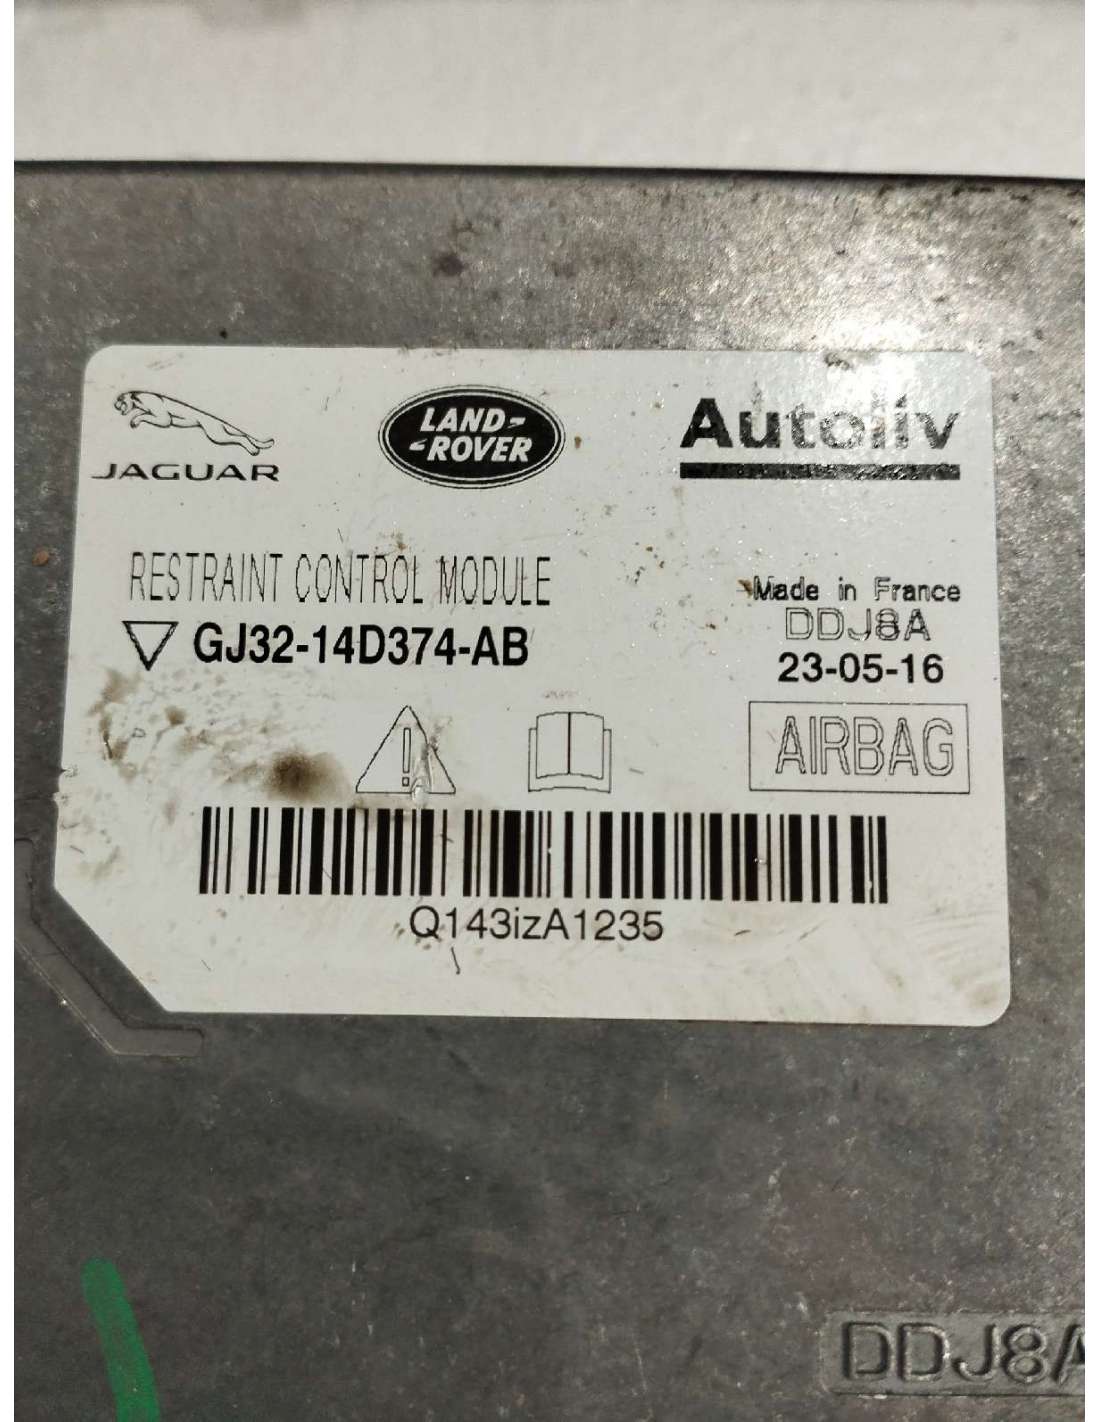 JAGUAR
LAND-
-ROVER
Autoliv
RESTRAINT CONTROL MODULE
GJ32-14D374-AB
Made in France
DDJ8A
23-05-16
AIRBAG
Q143izA1235
DDJ8A